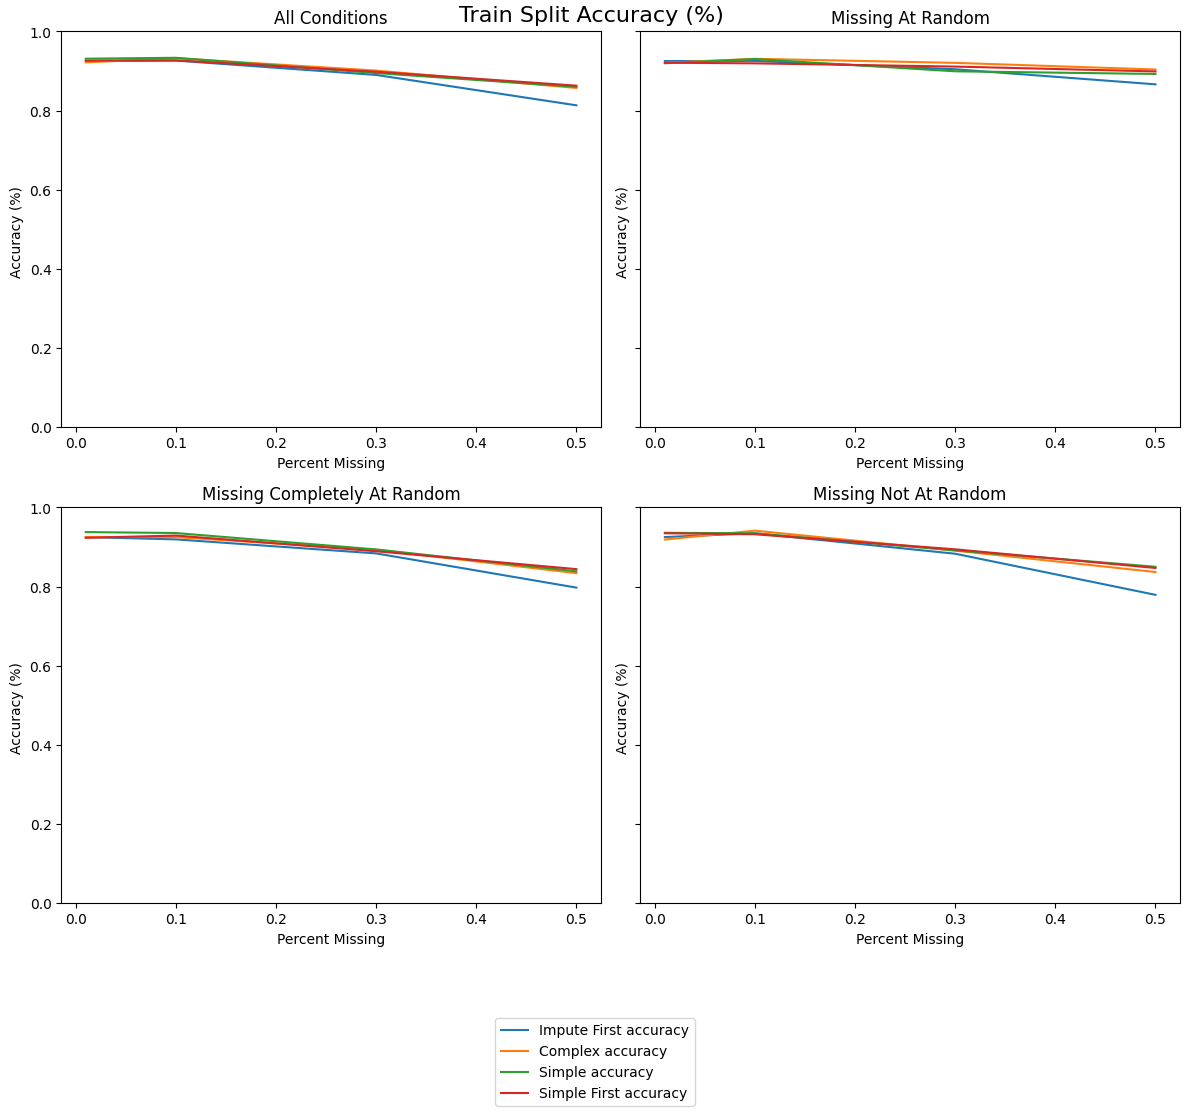 Train Split Accuracy (%)
All Conditions
Accuracy (%)
1.0
0.8
0.6
0.4
0.2
0.0
0.0 0.1 0.2 0.3 0.4 0.5
Percent Missing
Missing At Random
Accuracy (%)
0.0 0.1 0.2 0.3 0.4 0.5
Percent Missing
Missing Completely At Random
Accuracy (%)
1.0
0.8
0.6
0.4
0.2
0.0
0.0 0.1 0.2 0.3 0.4 0.5
Percent Missing
Missing Not At Random
Accuracy (%)
0.0 0.1 0.2 0.3 0.4 0.5
Percent Missing
Impute First accuracy
Complex accuracy
Simple accuracy
Simple First accuracy